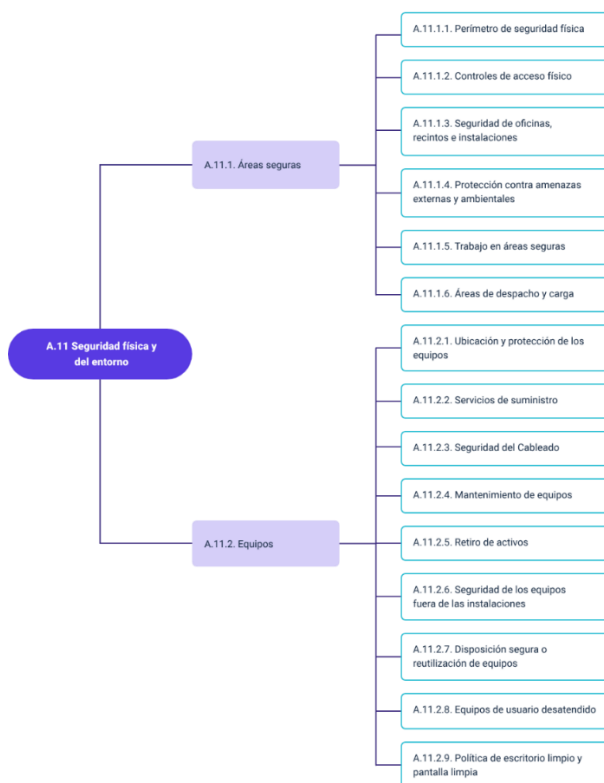 A.11 Seguridad física y
del entorno
A.11.1. Áreas seguras
A.11.1.1. Perímetro de seguridad física
A.11.1.2. Controles de acceso físico
A.11.1.3. Seguridad de oficinas,
recintos e instalaciones
A.11.1.4. Protección contra amenazas
externas y ambientales
A.11.1.5. Trabajo en áreas seguras
A.11.1.6. Áreas de despacho y carga
A.11.2. Equipos
A.11.2.1. Ubicación y protección de los
equipos
A.11.2.2. Servicios de suministro
A.11.2.3. Seguridad del Cableado
A.11.2.4. Mantenimiento de equipos
A.11.2.5. Retiro de activos
A.11.2.6. Seguridad de los equipos
fuera de las instalaciones
A.11.2.7. Disposición segura o
reutilización de equipos
A.11.2.8. Equipos de usuario desatendido
A.11.2.9. Política de escritorio limpio y
pantalla limpia